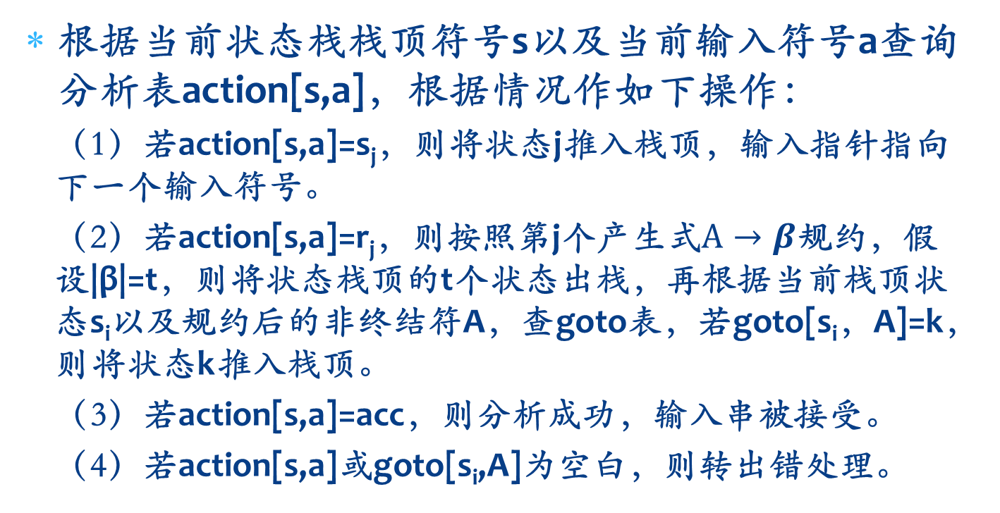 * 根据当前状态栈栈顶符号s以及当前输入符号a查询
分析表action[s,a]，根据情况作如下操作：
（1）若action[s,a]=sj，则将状态j推入栈顶，输入指针指向
下一个输入符号。
（2）若action[s,a]=rj，则按照第j个产生式A → β规约，假
设|β|=t，则将状态栈顶的t个状态出栈，再根据当前栈顶状
态si以及规约后的非终结符A，查goto表，若goto[si，A]=k，
则将状态k推入栈顶。
（3）若action[s,a]=acc，则分析成功，输入串被接受。
（4）若action[s,a]或goto[si,A]为空白，则转出错处理。